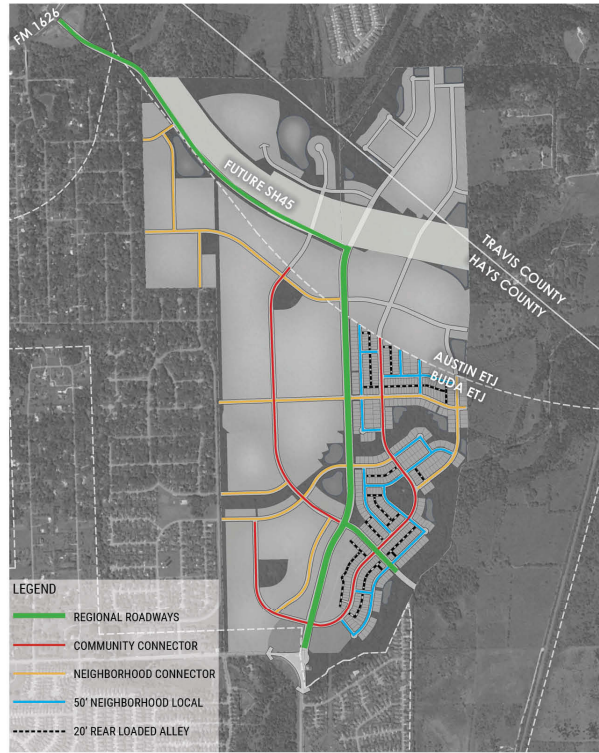 FM 1626
FUTURE SH45
TRAVIS COUNTY
HAYS COUNTY
AUSTIN ETJ
BUDA ETJ
LEGEND
REGIONAL ROADWAYS
COMMUNITY CONNECTOR
NEIGHBORHOOD CONNECTOR
50' NEIGHBORHOOD LOCAL
20' REAR LOADED ALLEY